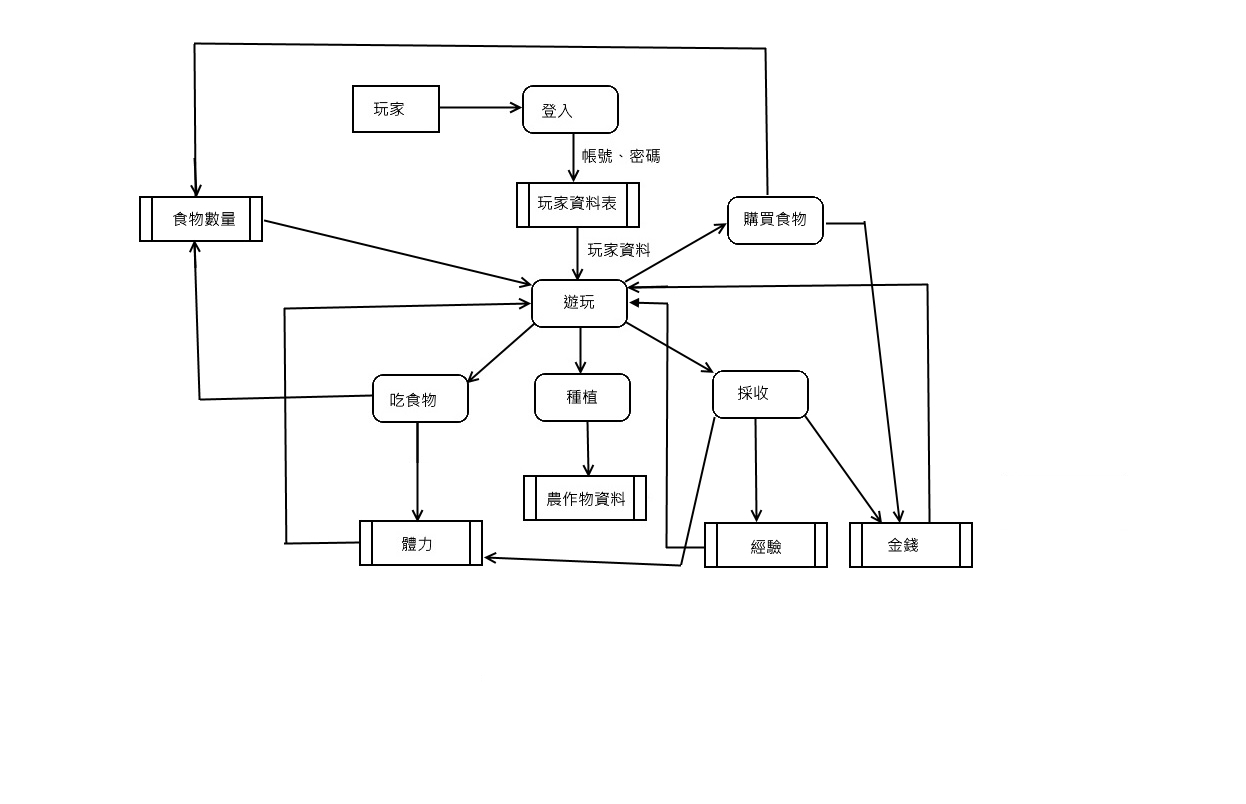 玩家
登入
帳號、密碼
玩家資料表
食物數量
購買食物
玩家資料
遊玩
吃食物
種植
採收
農作物資料
體力
經驗
金錢